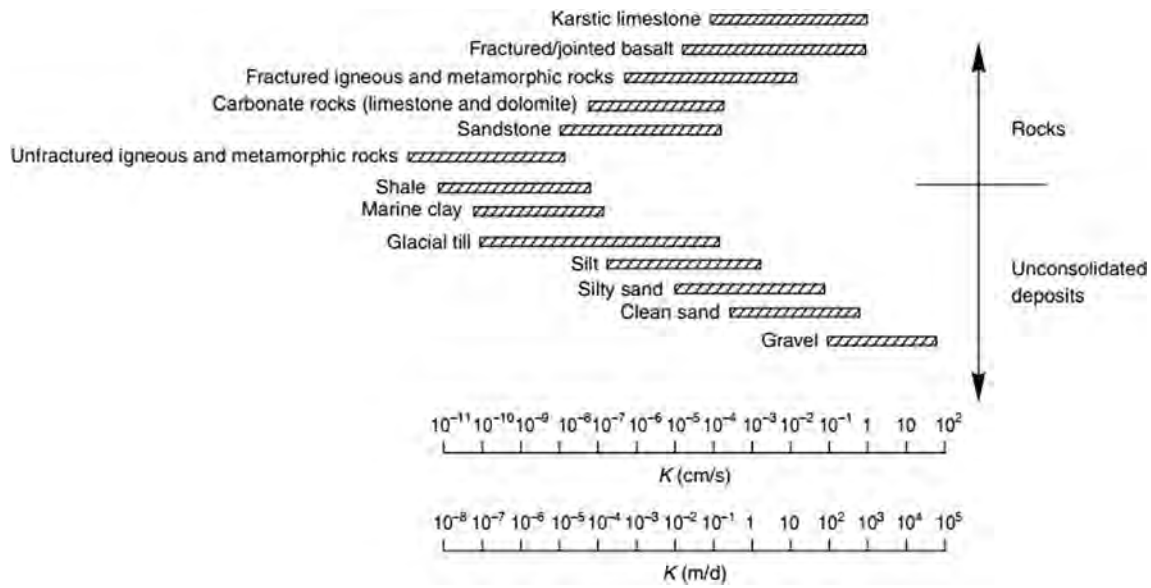 Karstic limestone
Fractured/jointed basalt
Fractured igneous and metamorphic rocks
Carbonate rocks (limestone and dolomite)
Rocks
Sandstone
Unfractured igneous and metamorphic rocks
Shale
Marine clay
Glacial till
Silt
Unconsolidated
deposits
Silty sand
Clean sand
Gravel
10⁻¹¹ 10⁻¹⁰ 10⁻⁹ 10⁻⁸ 10⁻⁷ 10⁻⁶ 10⁻⁵ 10⁻⁴ 10⁻³ 10⁻² 10⁻¹ 1 10 10²
K (cm/s)
10⁻⁸ 10⁻⁷ 10⁻⁶ 10⁻⁵ 10⁻⁴ 10⁻³ 10⁻² 10⁻¹ 1 10 10² 10³ 10⁴ 10⁵
K (m/d)